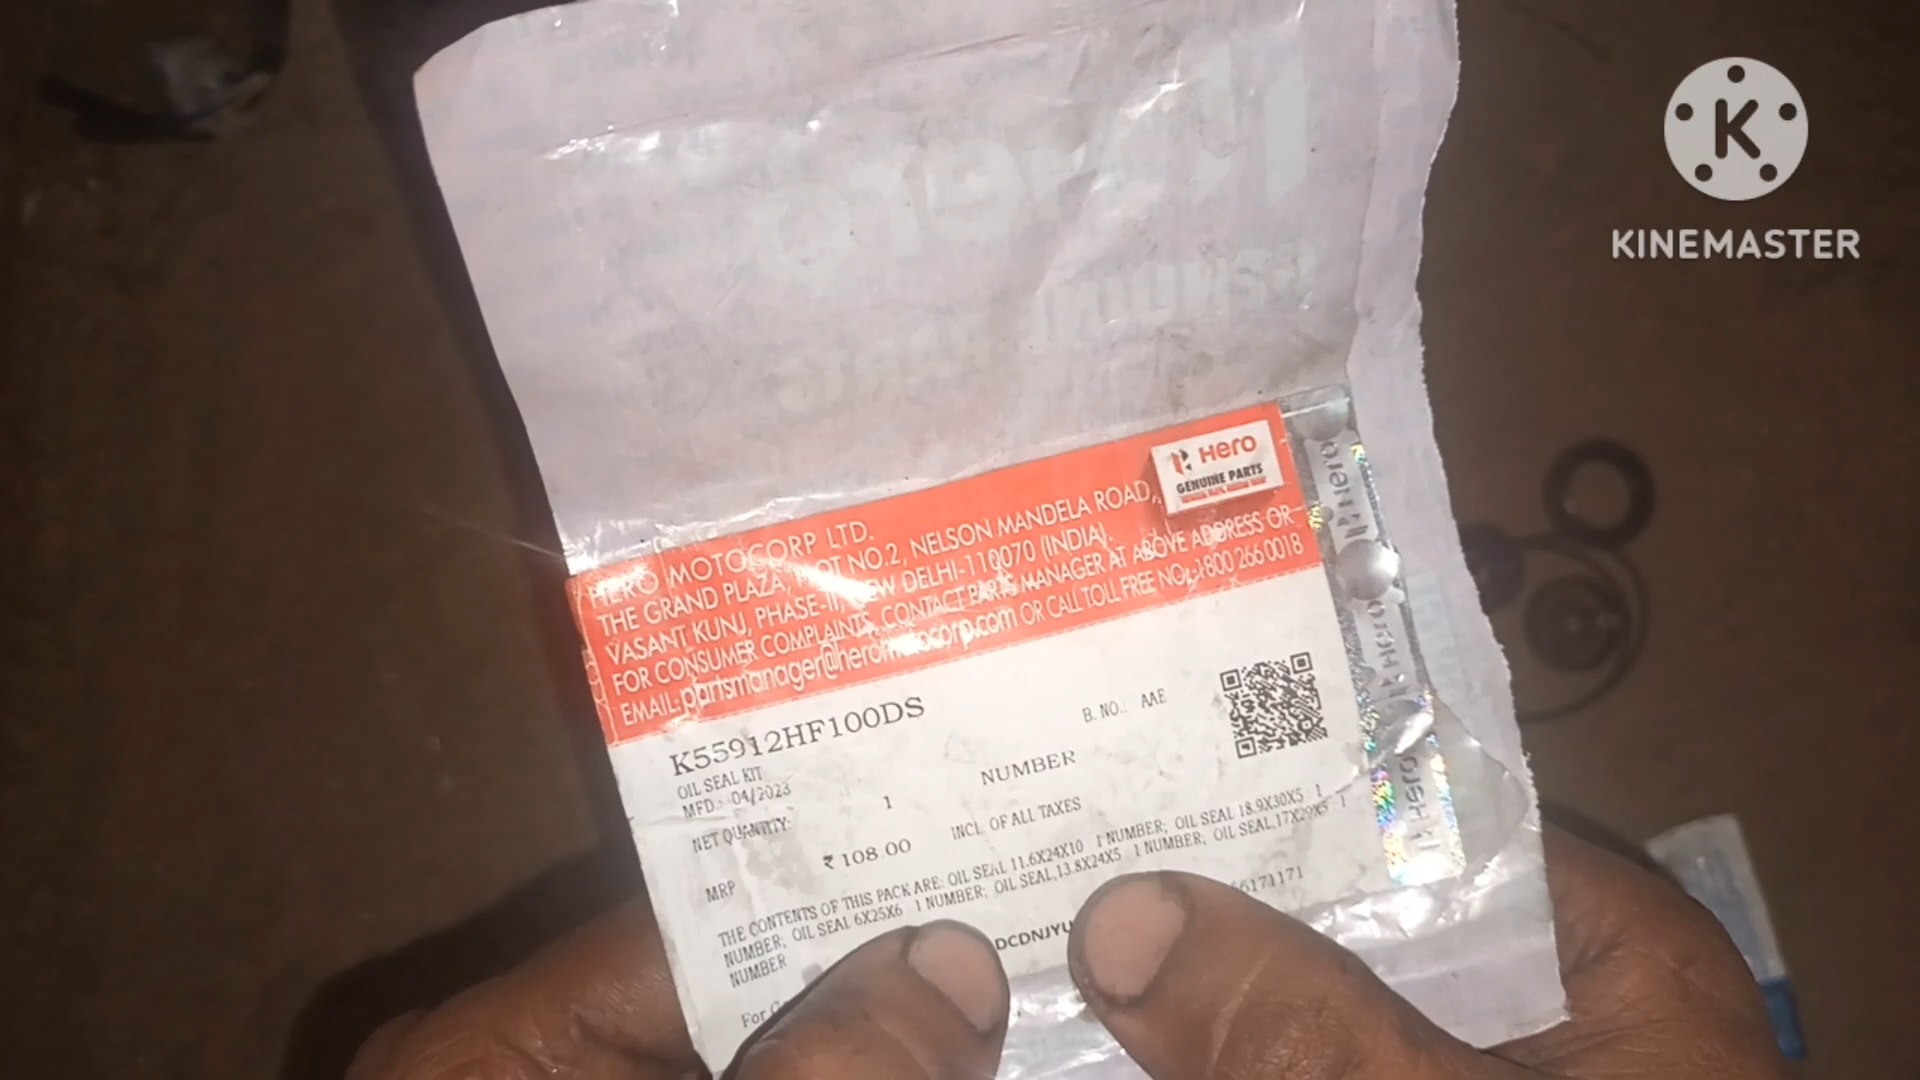 KINEMASTER
Hero
GENUINE PARTS
HERO MOTOCORP LTD.
THE GRAND PLAZA, PLOT NO.2, NELSON MANDELA ROAD,
VASANT KUNJ, PHASE-II, NEW DELHI-110070 (INDIA).
FOR CONSUMER COMPLAINTS, CONTACT PARTS MANAGER AT ABOVE ADDRESS OR
EMAIL:partsmanager@heromotocorp.com OR CALL TOLL FREE NO.:-1800 266 0018
K55912HF100DS
B. NO.: AAE
OIL SEAL KIT
MFD.: 04/2023
NET QUANTITY: 1 NUMBER
MRP ₹ 108.00 INCL. OF ALL TAXES
THE CONTENTS OF THIS PACK ARE: OIL SEAL 11.6X24X10 1 NUMBER; OIL SEAL 18.9X30X5 1
NUMBER; OIL SEAL 6X25X6 1 NUMBER; OIL SEAL,13.8X24X5 1 NUMBER; OIL SEAL,17X29X5 1
NUMBER
For
Hero
Hero
Hero